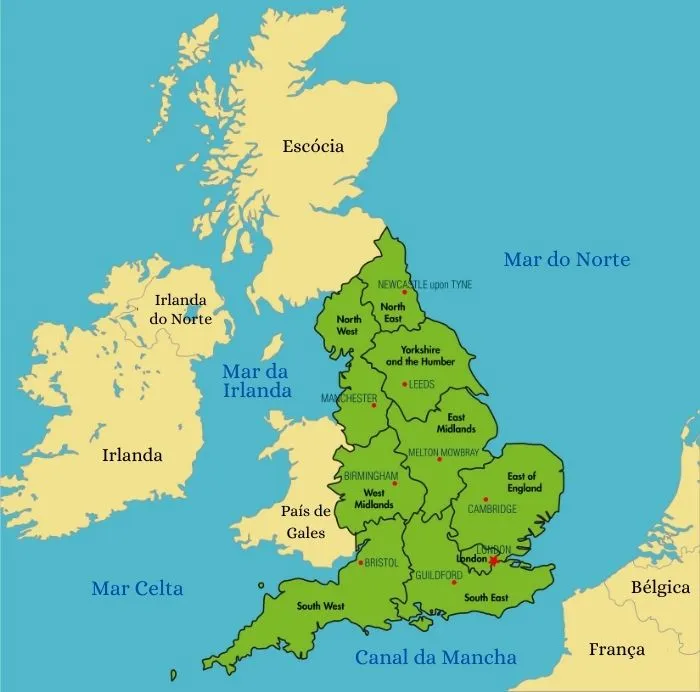 Escócia
Mar do Norte
NEWCASTLE upon TYNE
Irlanda
do Norte
North
East
North
West
Yorkshire
and the Humber
Mar da
Irlanda
LEEDS
MANCHESTER
East
Midlands
Irlanda
MELTON MOWBRAY
BIRMINGHAM
East of
England
West
Midlands
CAMBRIDGE
País de
Gales
LONDON
London
BRISTOL
GUILDFORD
Mar Celta
South East
South West
Bélgica
França
Canal da Mancha